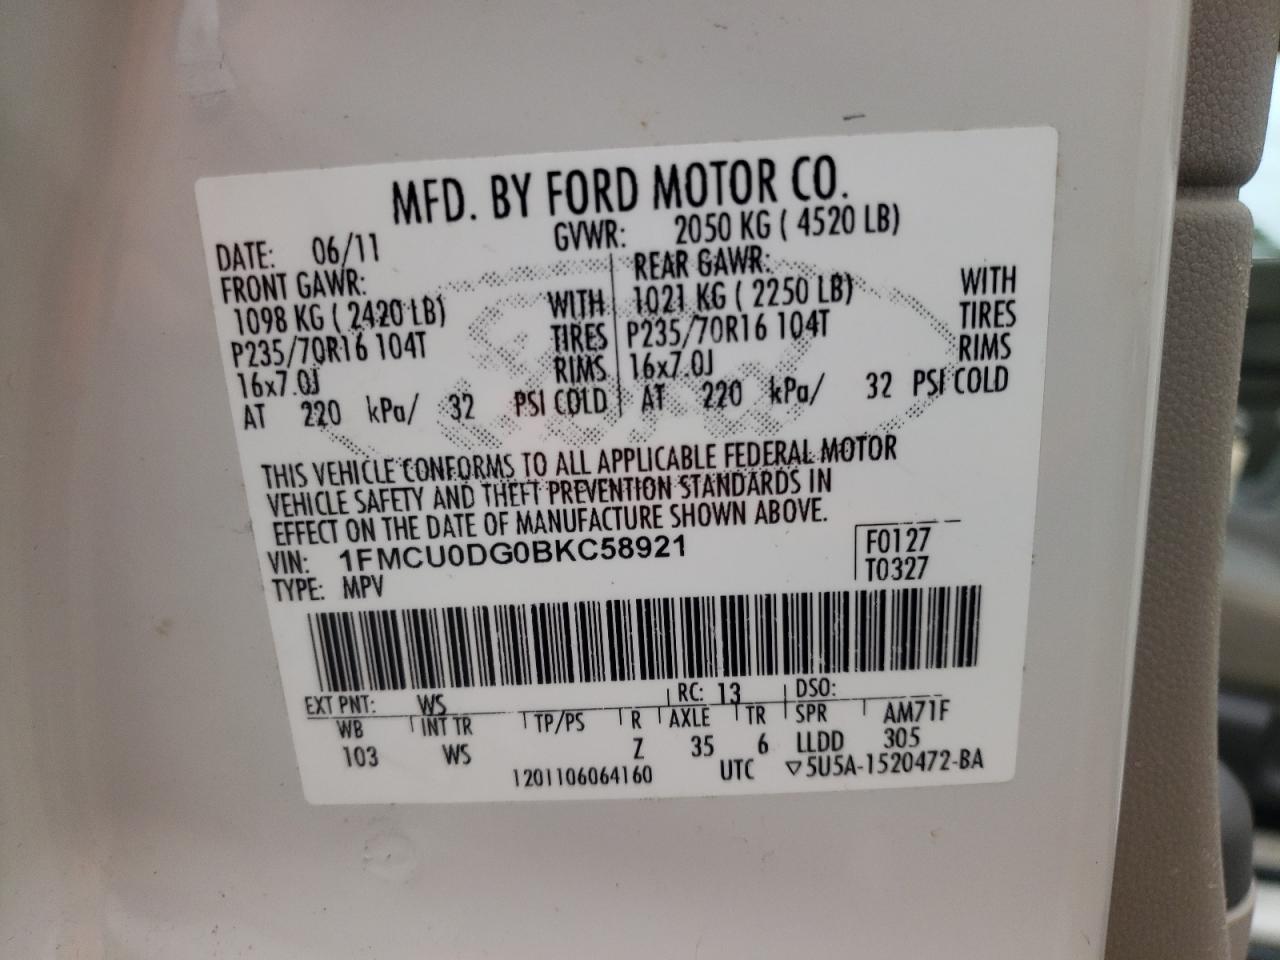 MFD. BY FORD MOTOR CO.
DATE: 06/11 GVWR: 2050 KG ( 4520 LB)
FRONT GAWR: REAR GAWR:
1098 KG ( 2420 LB) WITH 1021 KG ( 2250 LB) WITH
P235/70R16 104T TIRES P235/70R16 104T TIRES
16x7.0J RIMS 16x7.0J RIMS
AT 220 kPa/ 32 PSI COLD AT 220 kPa/ 32 PSI COLD
THIS VEHICLE CONFORMS TO ALL APPLICABLE FEDERAL MOTOR
VEHICLE SAFETY AND THEFT PREVENTION STANDARDS IN
EFFECT ON THE DATE OF MANUFACTURE SHOWN ABOVE.
VIN: 1FMCU0DG0BKC58921 F0127
TYPE: MPV T0327
EXT PNT: WS RC: 13 DSO:
WB INT TR TP/PS R AXLE TR SPR AM71F
103 WS Z 35 6 LLDD 305
1201106064160 UTC ▽5U5A-1520472-BA